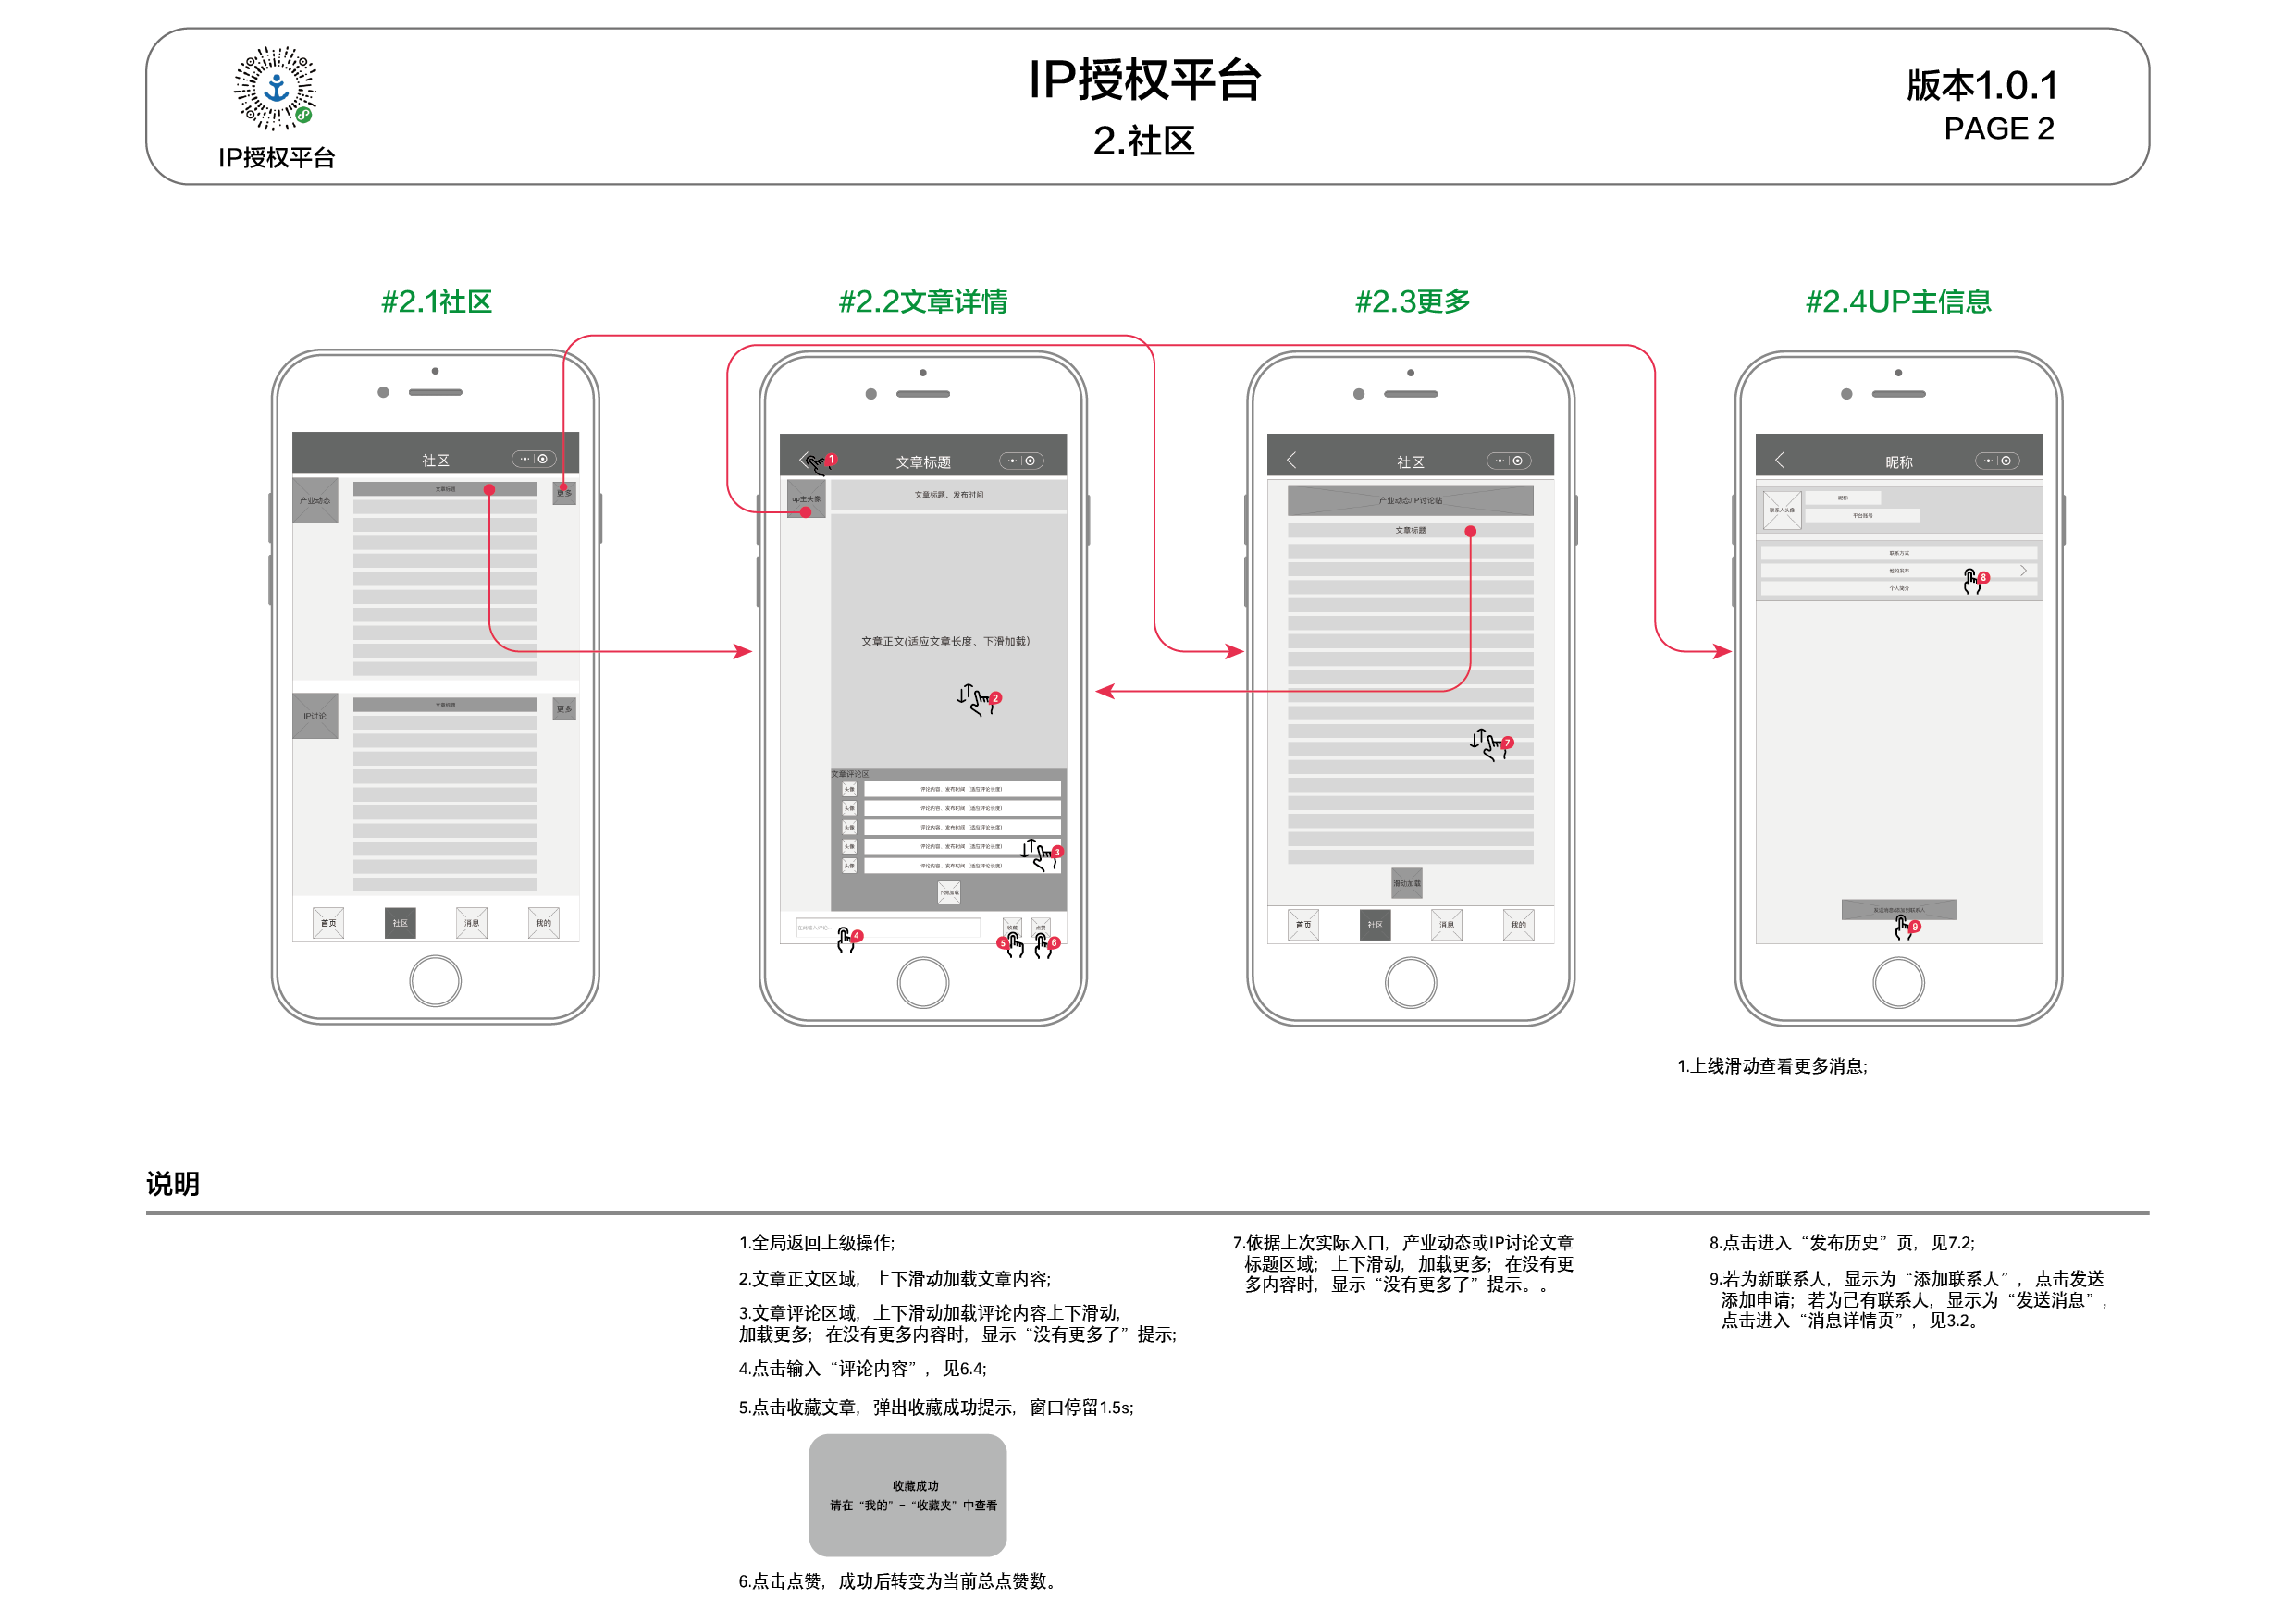 IP授权平台
IP授权平台
2.社区
版本1.0.1
PAGE 2
#2.1社区
#2.2文章详情
#2.3更多
#2.4UP主信息
社区
产业动态
文章标题
更多
IP讨论
文章标题
更多
首页
社区
消息
我的
1
文章标题
up主头像
文章标题、发布时间
文章正文(适应文章长度、下滑加载)
2
文章评论区
头像
评论内容、发布时间（适应评论长度）
头像
评论内容、发布时间（适应评论长度）
头像
评论内容、发布时间（适应评论长度）
头像
评论内容、发布时间（适应评论长度）
3
头像
评论内容、发布时间（适应评论长度）
下滑加载
4
收藏
点赞
5
6
社区
产业动态/IP讨论帖
文章标题
7
滑动加载
首页
社区
消息
我的
昵称
联系人头像
昵称
平台账号
联系方式
他的发布
8
个人简介
发送消息/添加到联系人
9
1.上线滑动查看更多消息;
说明
1.全局返回上级操作;
2.文章正文区域，上下滑动加载文章内容;
3.文章评论区域，上下滑动加载评论内容上下滑动，
加载更多；在没有更多内容时，显示“没有更多了”提示;
4.点击输入“评论内容”，见6.4;
5.点击收藏文章，弹出收藏成功提示，窗口停留1.5s;
收藏成功
请在“我的”-“收藏夹”中查看
6.点击点赞，成功后转变为当前总点赞数。
7.依据上次实际入口，产业动态或IP讨论文章
标题区域；上下滑动，加载更多；在没有更
多内容时，显示“没有更多了”提示。。
8.点击进入“发布历史”页，见7.2;
9.若为新联系人，显示为“添加联系人”，点击发送
添加申请；若为已有联系人，显示为“发送消息”，
点击进入“消息详情页”，见3.2。